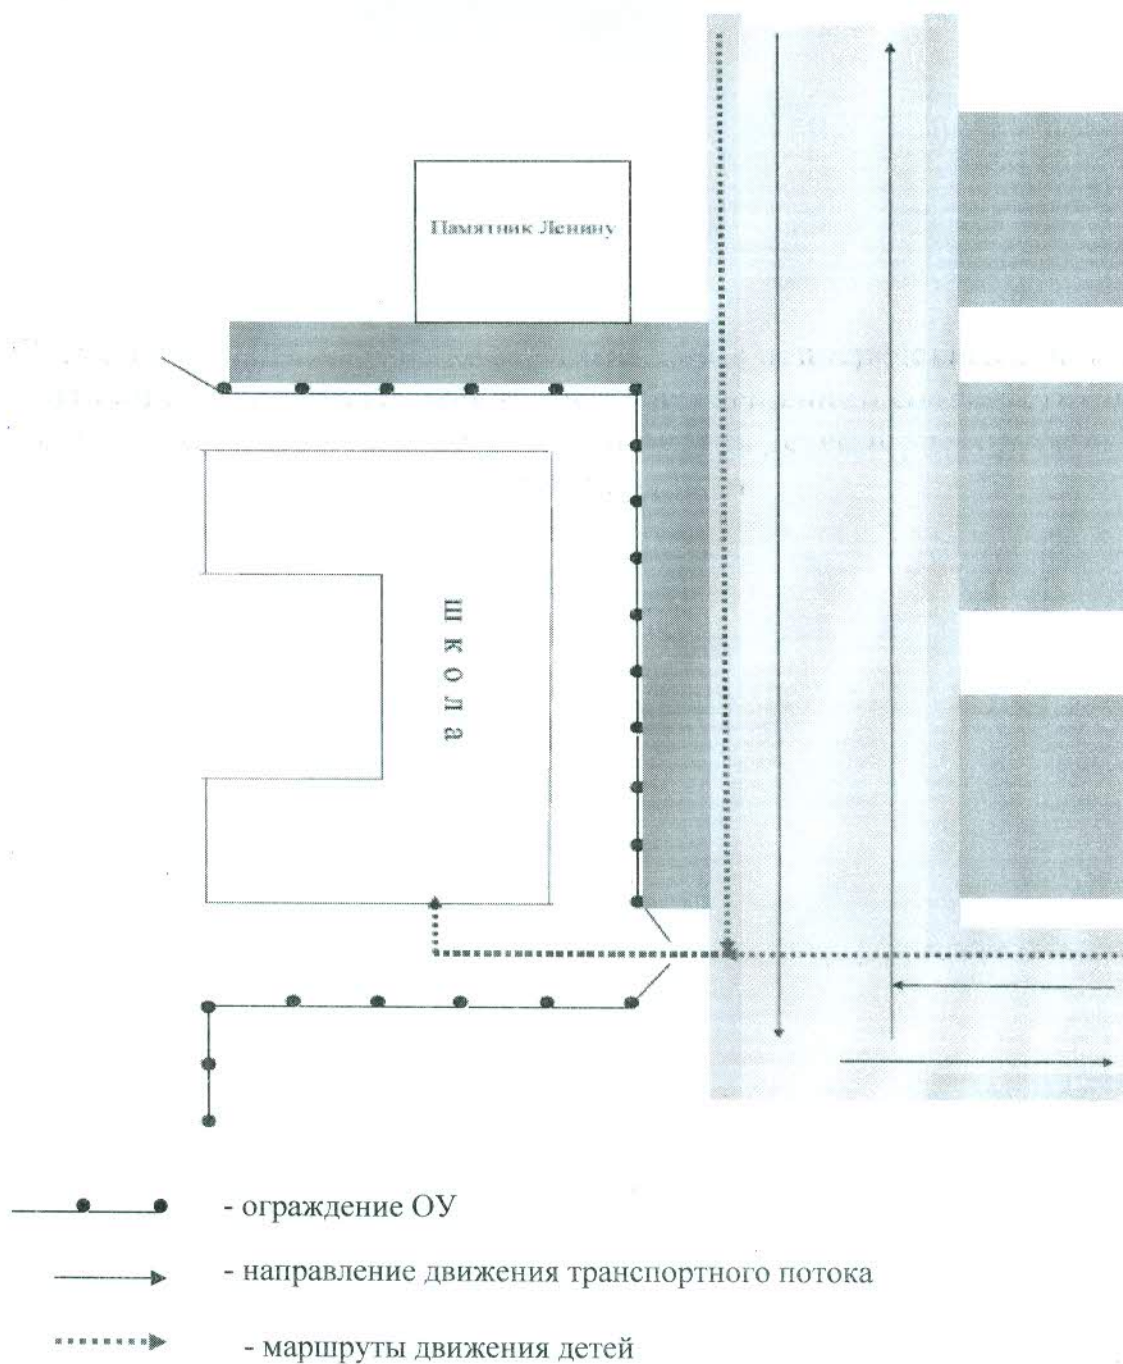 Памятник Ленину
школа
- ограждение ОУ
- направление движения транспортного потока
- маршруты движения детей